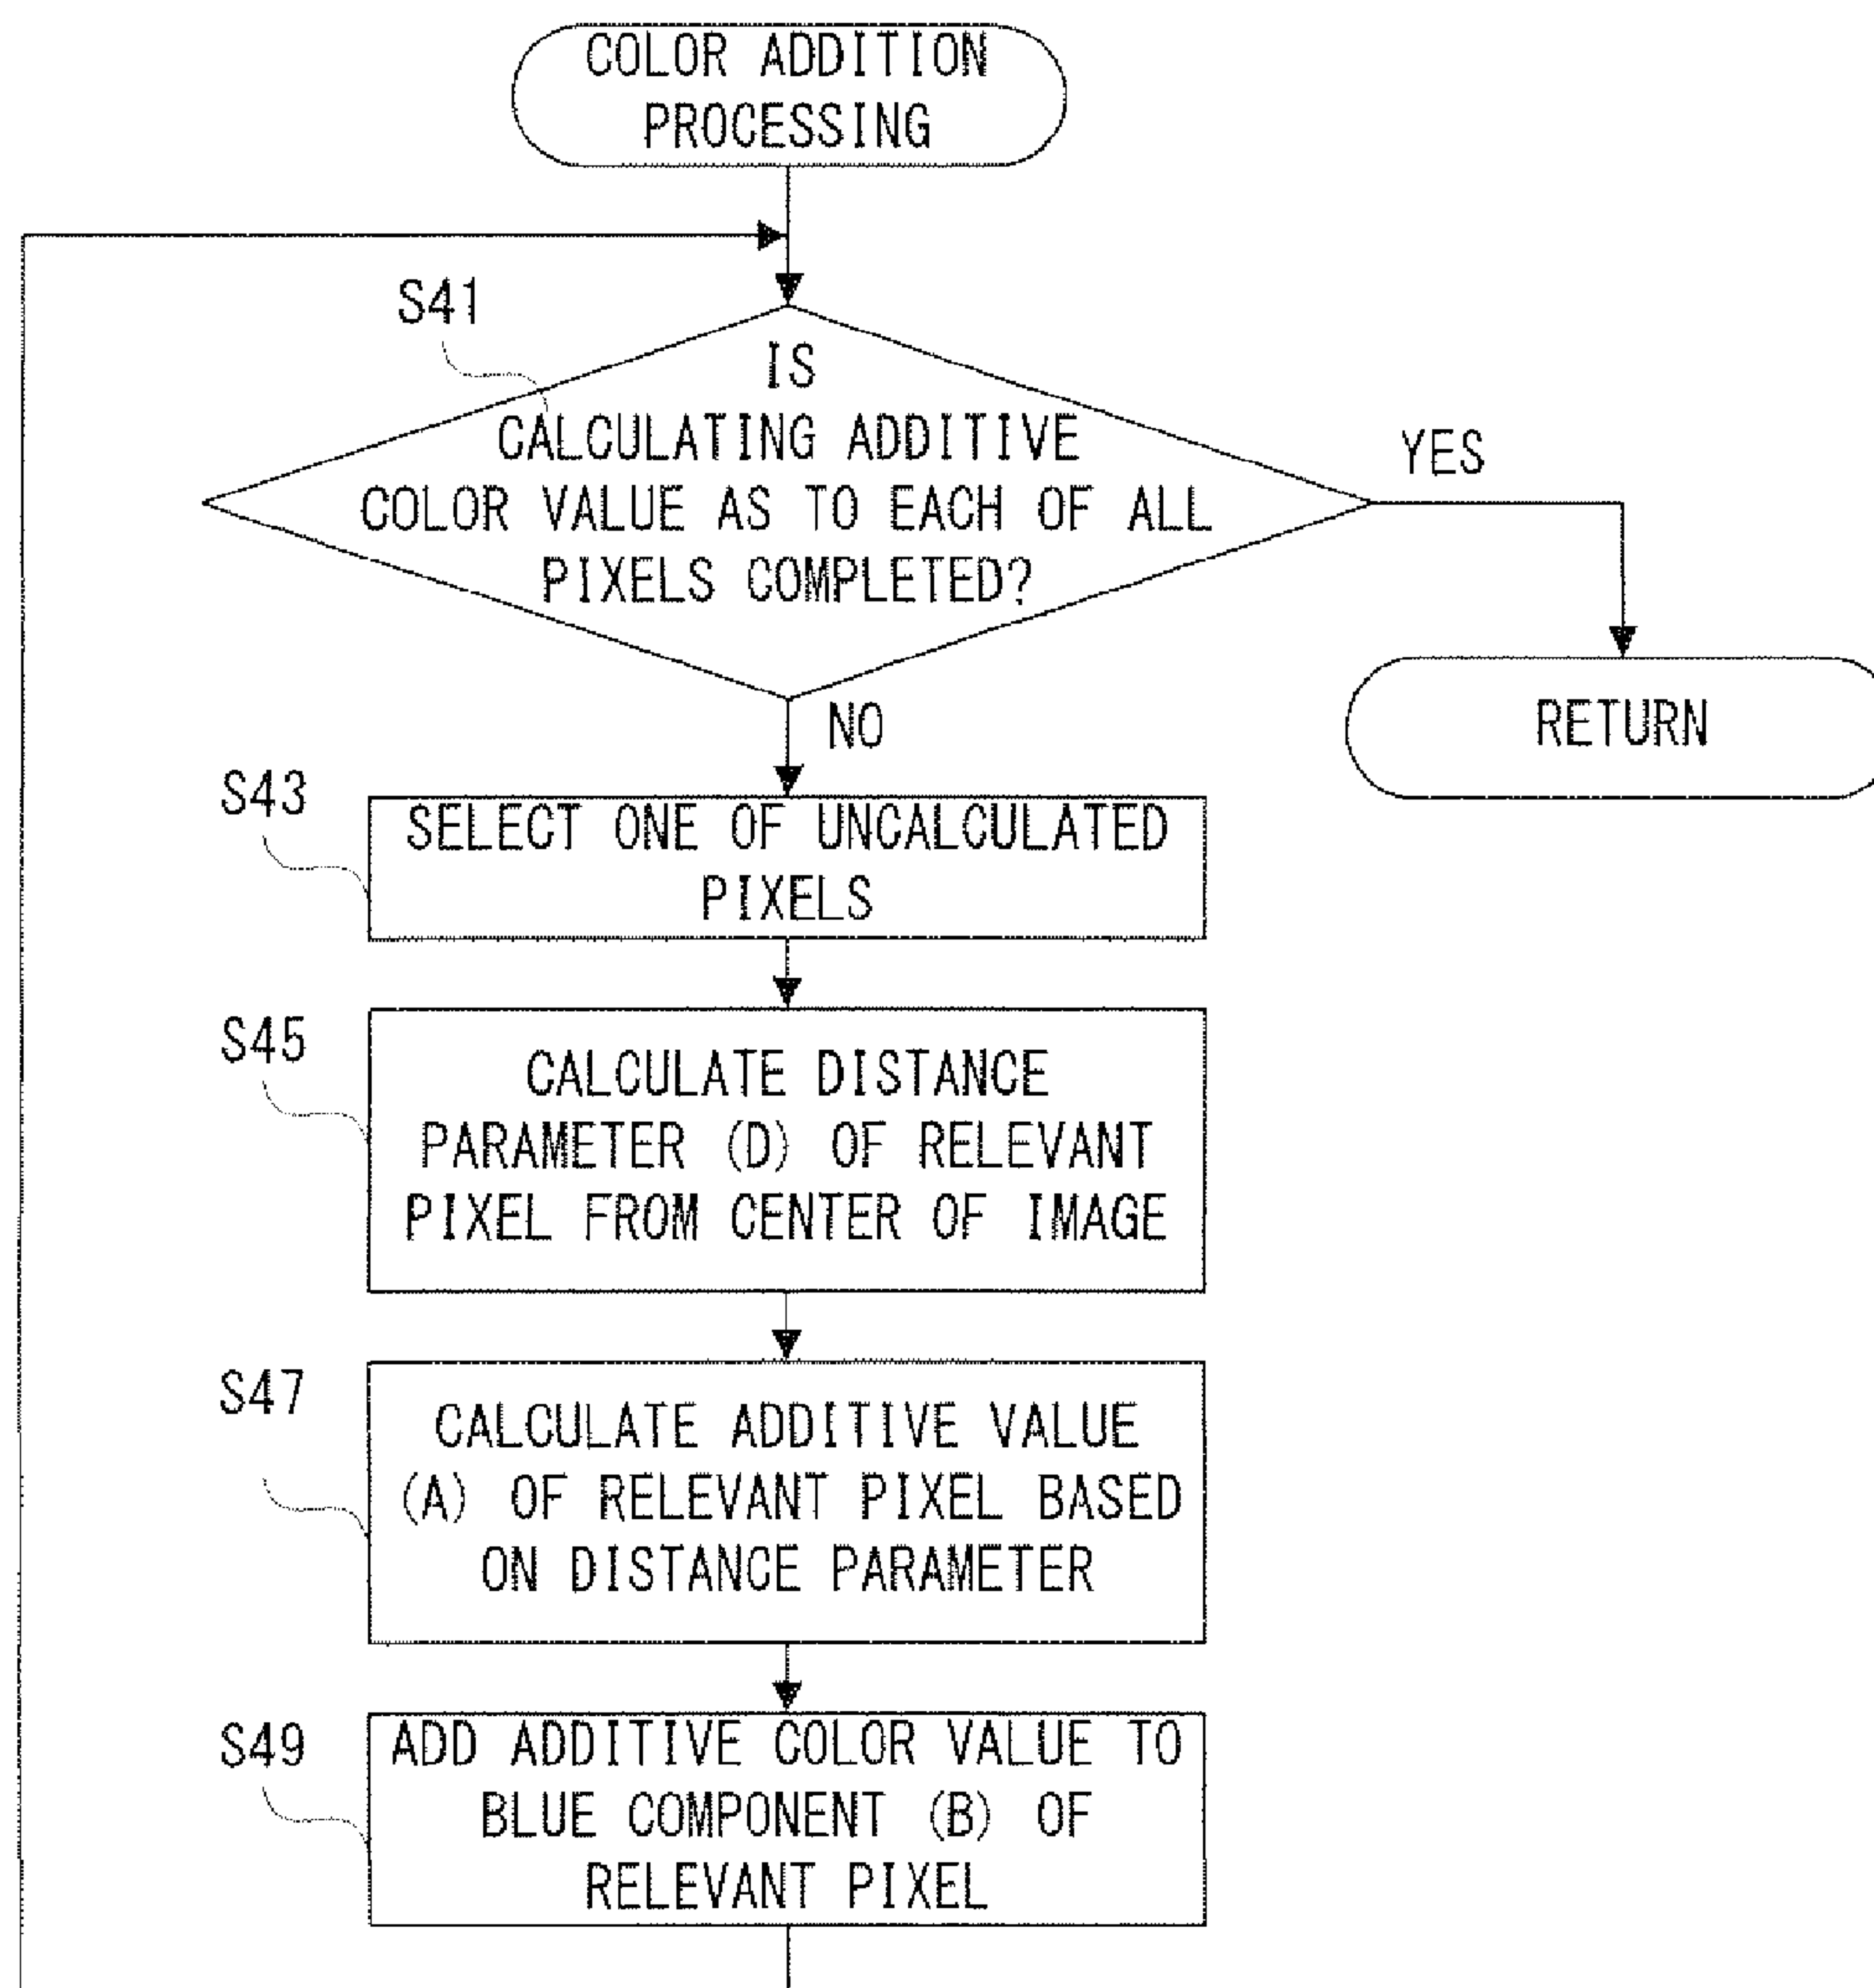 COLOR ADDITION
PROCESSING
S41
IS
CALCULATING ADDITIVE
COLOR VALUE AS TO EACH OF ALL
PIXELS COMPLETED?
YES
RETURN
NO
S43
SELECT ONE OF UNCALCULATED
PIXELS
S45
CALCULATE DISTANCE
PARAMETER (D) OF RELEVANT
PIXEL FROM CENTER OF IMAGE
S47
CALCULATE ADDITIVE VALUE
(A) OF RELEVANT PIXEL BASED
ON DISTANCE PARAMETER
S49
ADD ADDITIVE COLOR VALUE TO
BLUE COMPONENT (B) OF
RELEVANT PIXEL